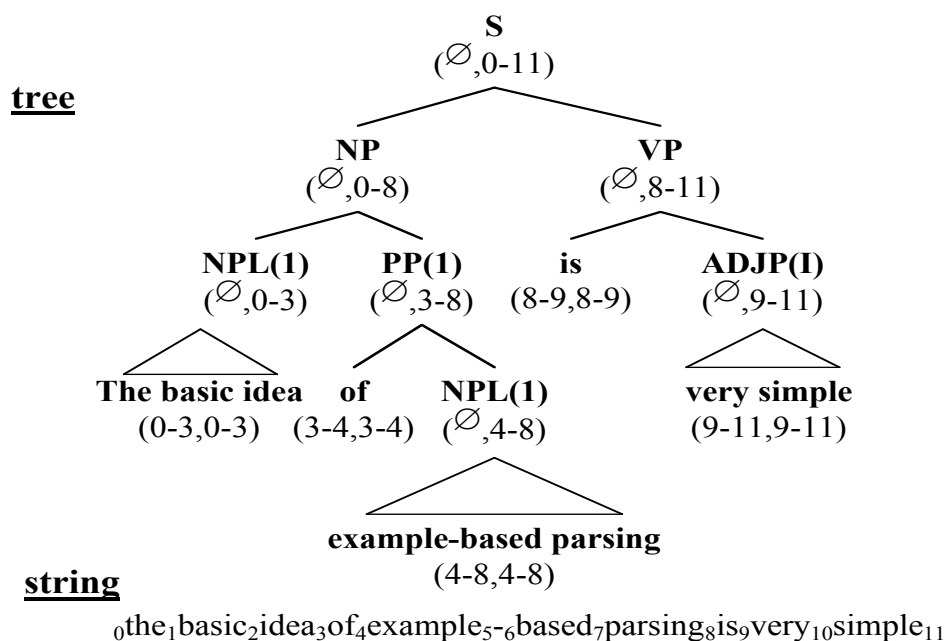 S
(∅,0-11)
tree
NP VP
(∅,0-8) (∅,8-11)
NPL(1) PP(1) is ADJP(I)
(∅,0-3) (∅,3-8) (8-9,8-9) (∅,9-11)
The basic idea of NPL(1) very simple
(0-3,0-3) (3-4,3-4) (∅,4-8) (9-11,9-11)
example-based parsing
(4-8,4-8)
string
₀the₁basic₂idea₃of₄example₅-₆based₇parsing₈is₉very₁₀simple₁₁